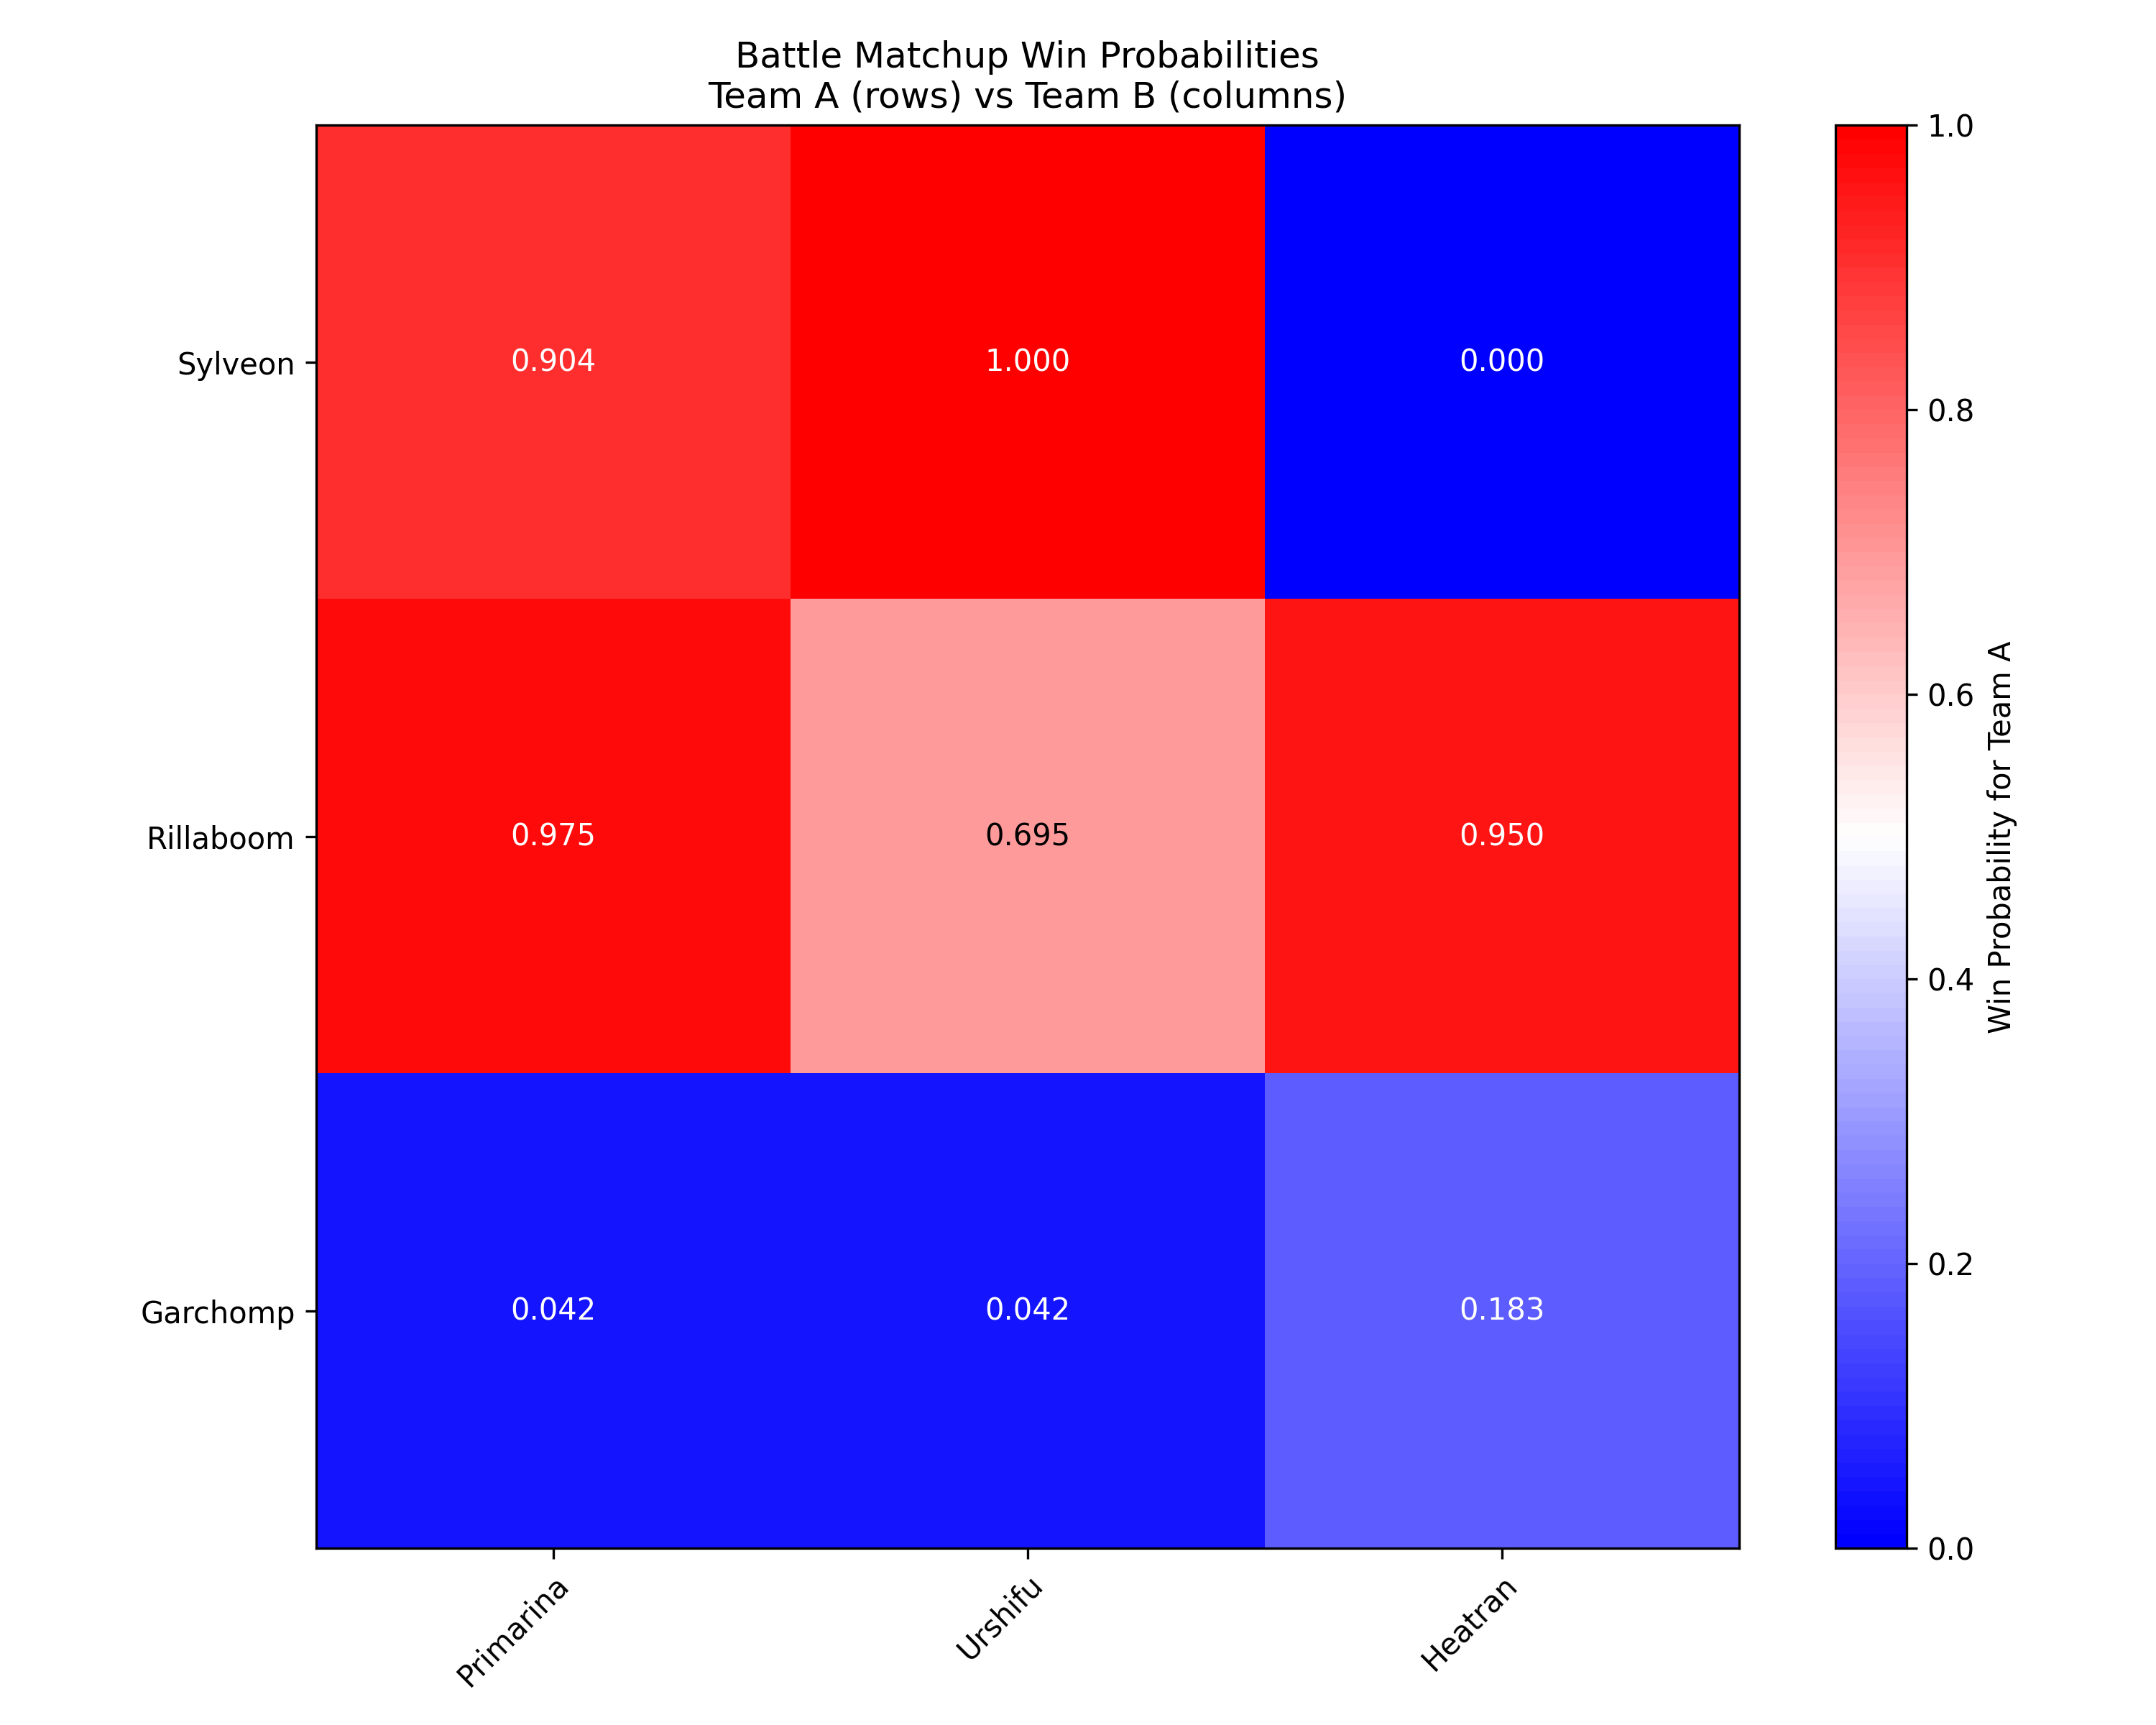 Battle Matchup Win Probabilities
Team A (rows) vs Team B (columns)
Sylveon 0.904 1.000 0.000
Rillaboom 0.975 0.695 0.950
Garchomp 0.042 0.042 0.183
Primarina Urshifu Heatran
1.0
0.8
0.6
0.4
0.2
0.0
Win Probability for Team A